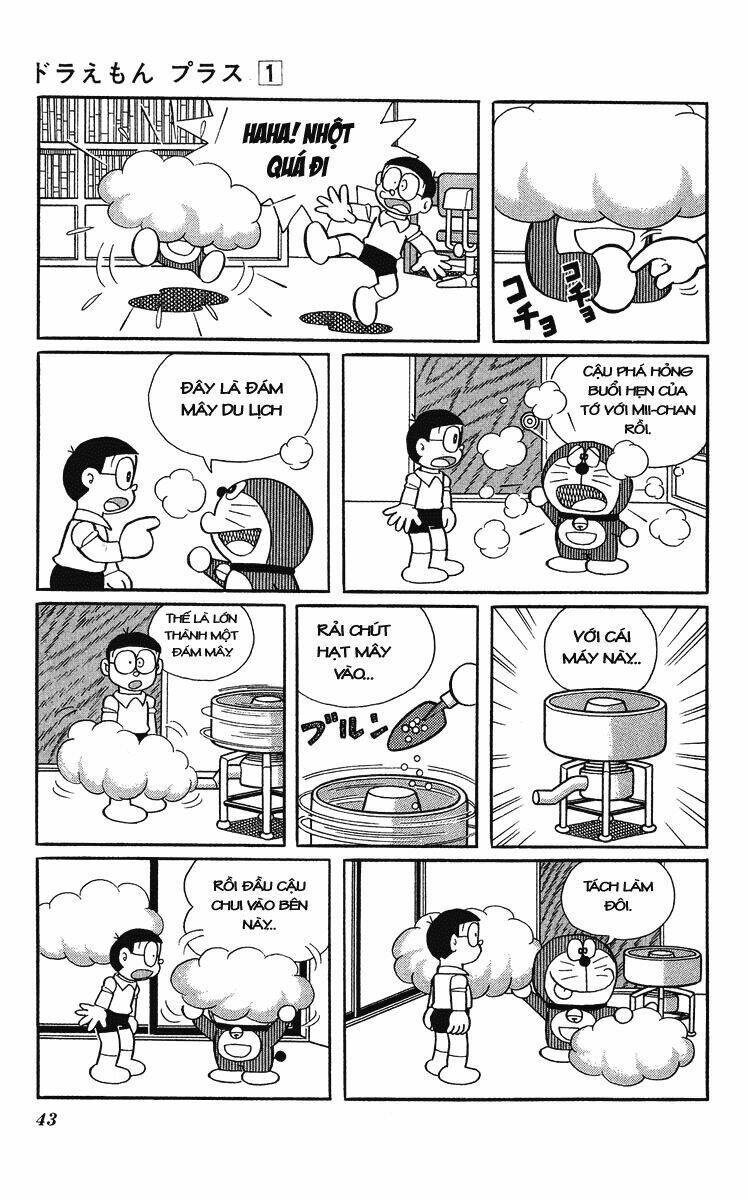 ドラえもん プラス 1
コチョ
コチョ
HAHA! NHỘT
QUÁ ĐI
CẬU PHÁ HỎNG
BUỔI HẸN CỦA
TỚ VỚI MII-CHAN
RỒI.
ĐÂY LÀ ĐÁM
MÂY DU LỊCH
VỚI CÁI
MÁY NÀY...
RẢI CHÚT
HẠT MÂY
VÀO...
ブルン
THẾ LÀ LỚN
THÀNH MỘT
ĐÁM MÂY.
TÁCH LÀM
ĐÔI.
RỒI ĐẦU CẬU
CHUI VÀO BÊN
NÀY...
43